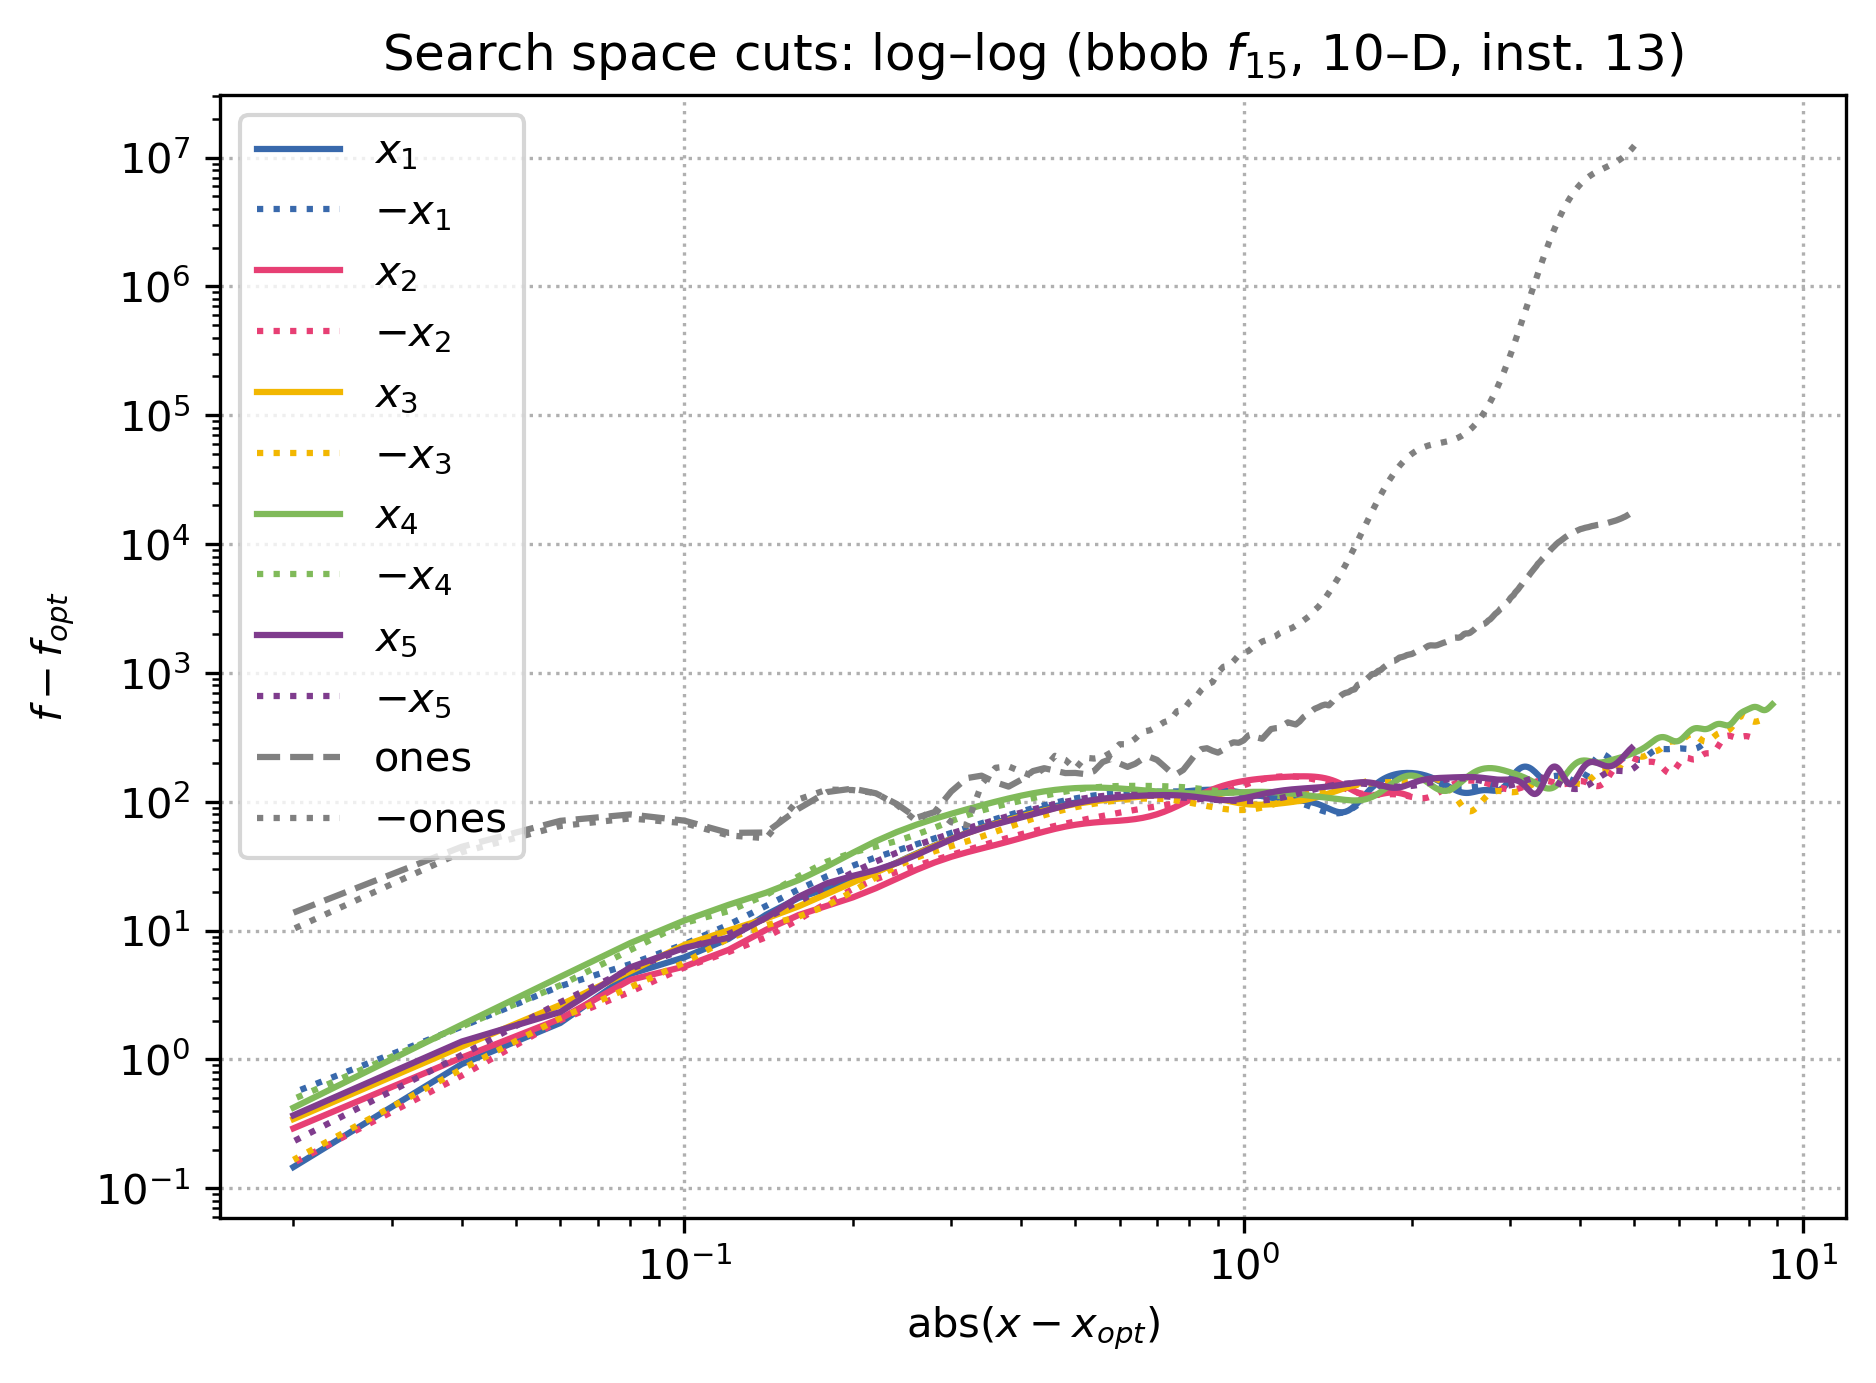 Search space cuts: log–log (bbob f15, 10–D, inst. 13)
x1
−x1
x2
−x2
x3
−x3
x4
−x4
x5
−x5
ones
−ones
10^7
10^6
10^5
10^4
10^3
10^2
10^1
10^0
10^−1
f − fopt
10^−1
10^0
10^1
abs(x − xopt)